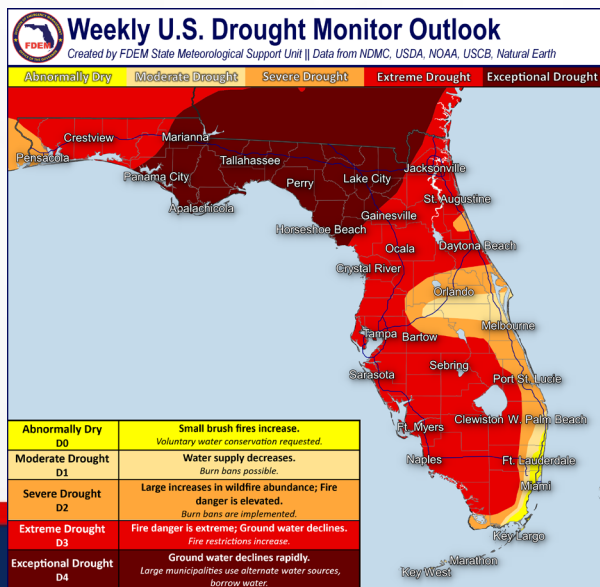 FDEM
Weekly U.S. Drought Monitor Outlook
Created by FDEM State Meteorological Support Unit || Data from NDMC, USDA, NOAA, USCB, Natural Earth
Abnormally Dry Moderate Drought Severe Drought Extreme Drought Exceptional Drought
Crestview
Marianna
Pensacola
Tallahassee
Panama City
Perry
Lake City
Jacksonville
Apalachicola
St. Augustine
Gainesville
Horseshoe Beach
Ocala
Daytona Beach
Crystal River
Orlando
Melbourne
Tampa
Bartow
Sebring
Sarasota
Port St. Lucie
Clewiston
W. Palm Beach
Ft. Myers
Naples
Ft. Lauderdale
Miami
Key Largo
Marathon
Key West
Abnormally Dry
D0
Small brush fires increase.
Voluntary water conservation requested.
Moderate Drought
D1
Water supply decreases.
Burn bans possible.
Severe Drought
D2
Large increases in wildfire abundance; Fire
danger is elevated.
Burn bans are implemented.
Extreme Drought
D3
Fire danger is extreme; Ground water declines.
Fire restrictions increase.
Exceptional Drought
D4
Ground water declines rapidly.
Large municipalities use alternate water sources,
borrow water.